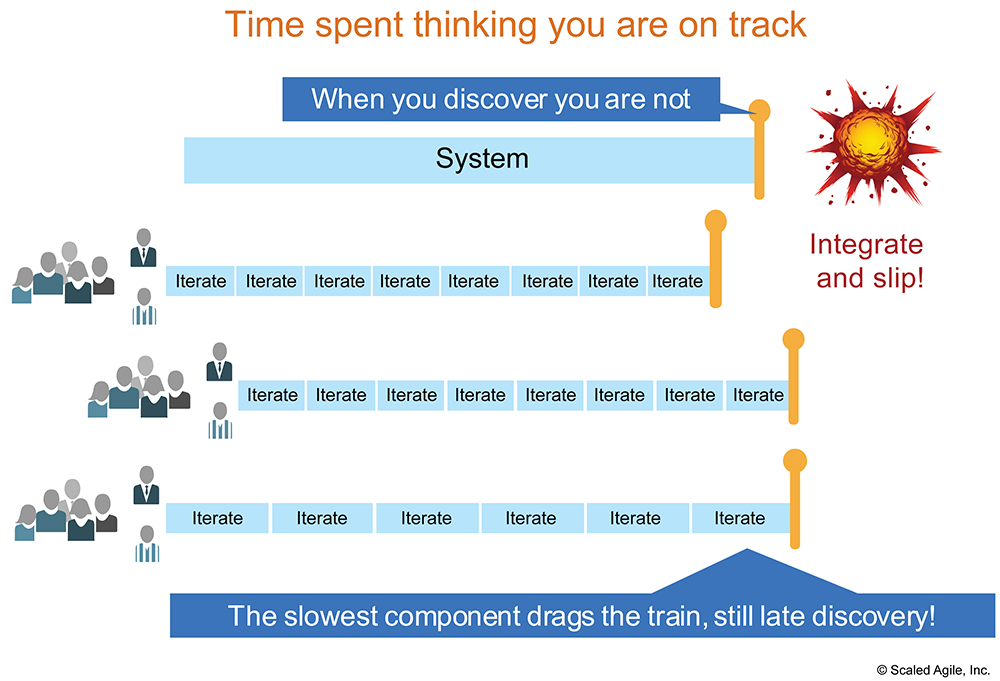 Time spent thinking you are on track
When you discover you are not
System
Integrate
and slip!
Iterate Iterate Iterate Iterate Iterate Iterate Iterate Iterate
Iterate Iterate Iterate Iterate Iterate Iterate Iterate Iterate
Iterate Iterate Iterate Iterate Iterate Iterate
The slowest component drags the train, still late discovery!
© Scaled Agile, Inc.